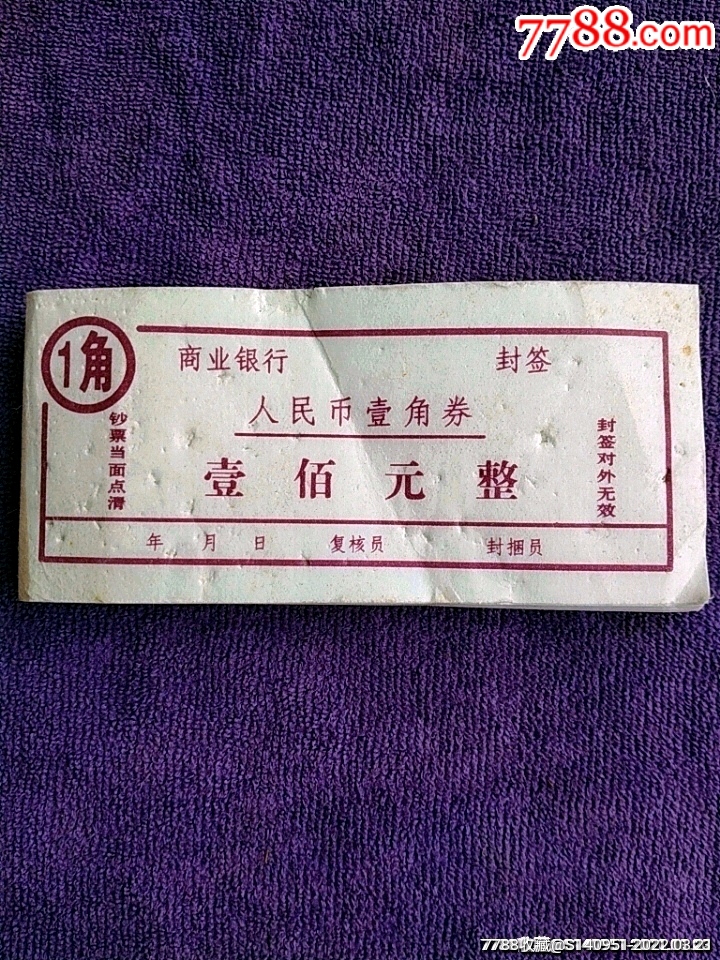 7788.com
1角
商业银行 封签
人民币壹角券
壹佰元整
钞票当面点清
封签对外无效
年 月 日 复核员 封捆员
7788收藏@S140951-2022.03.23